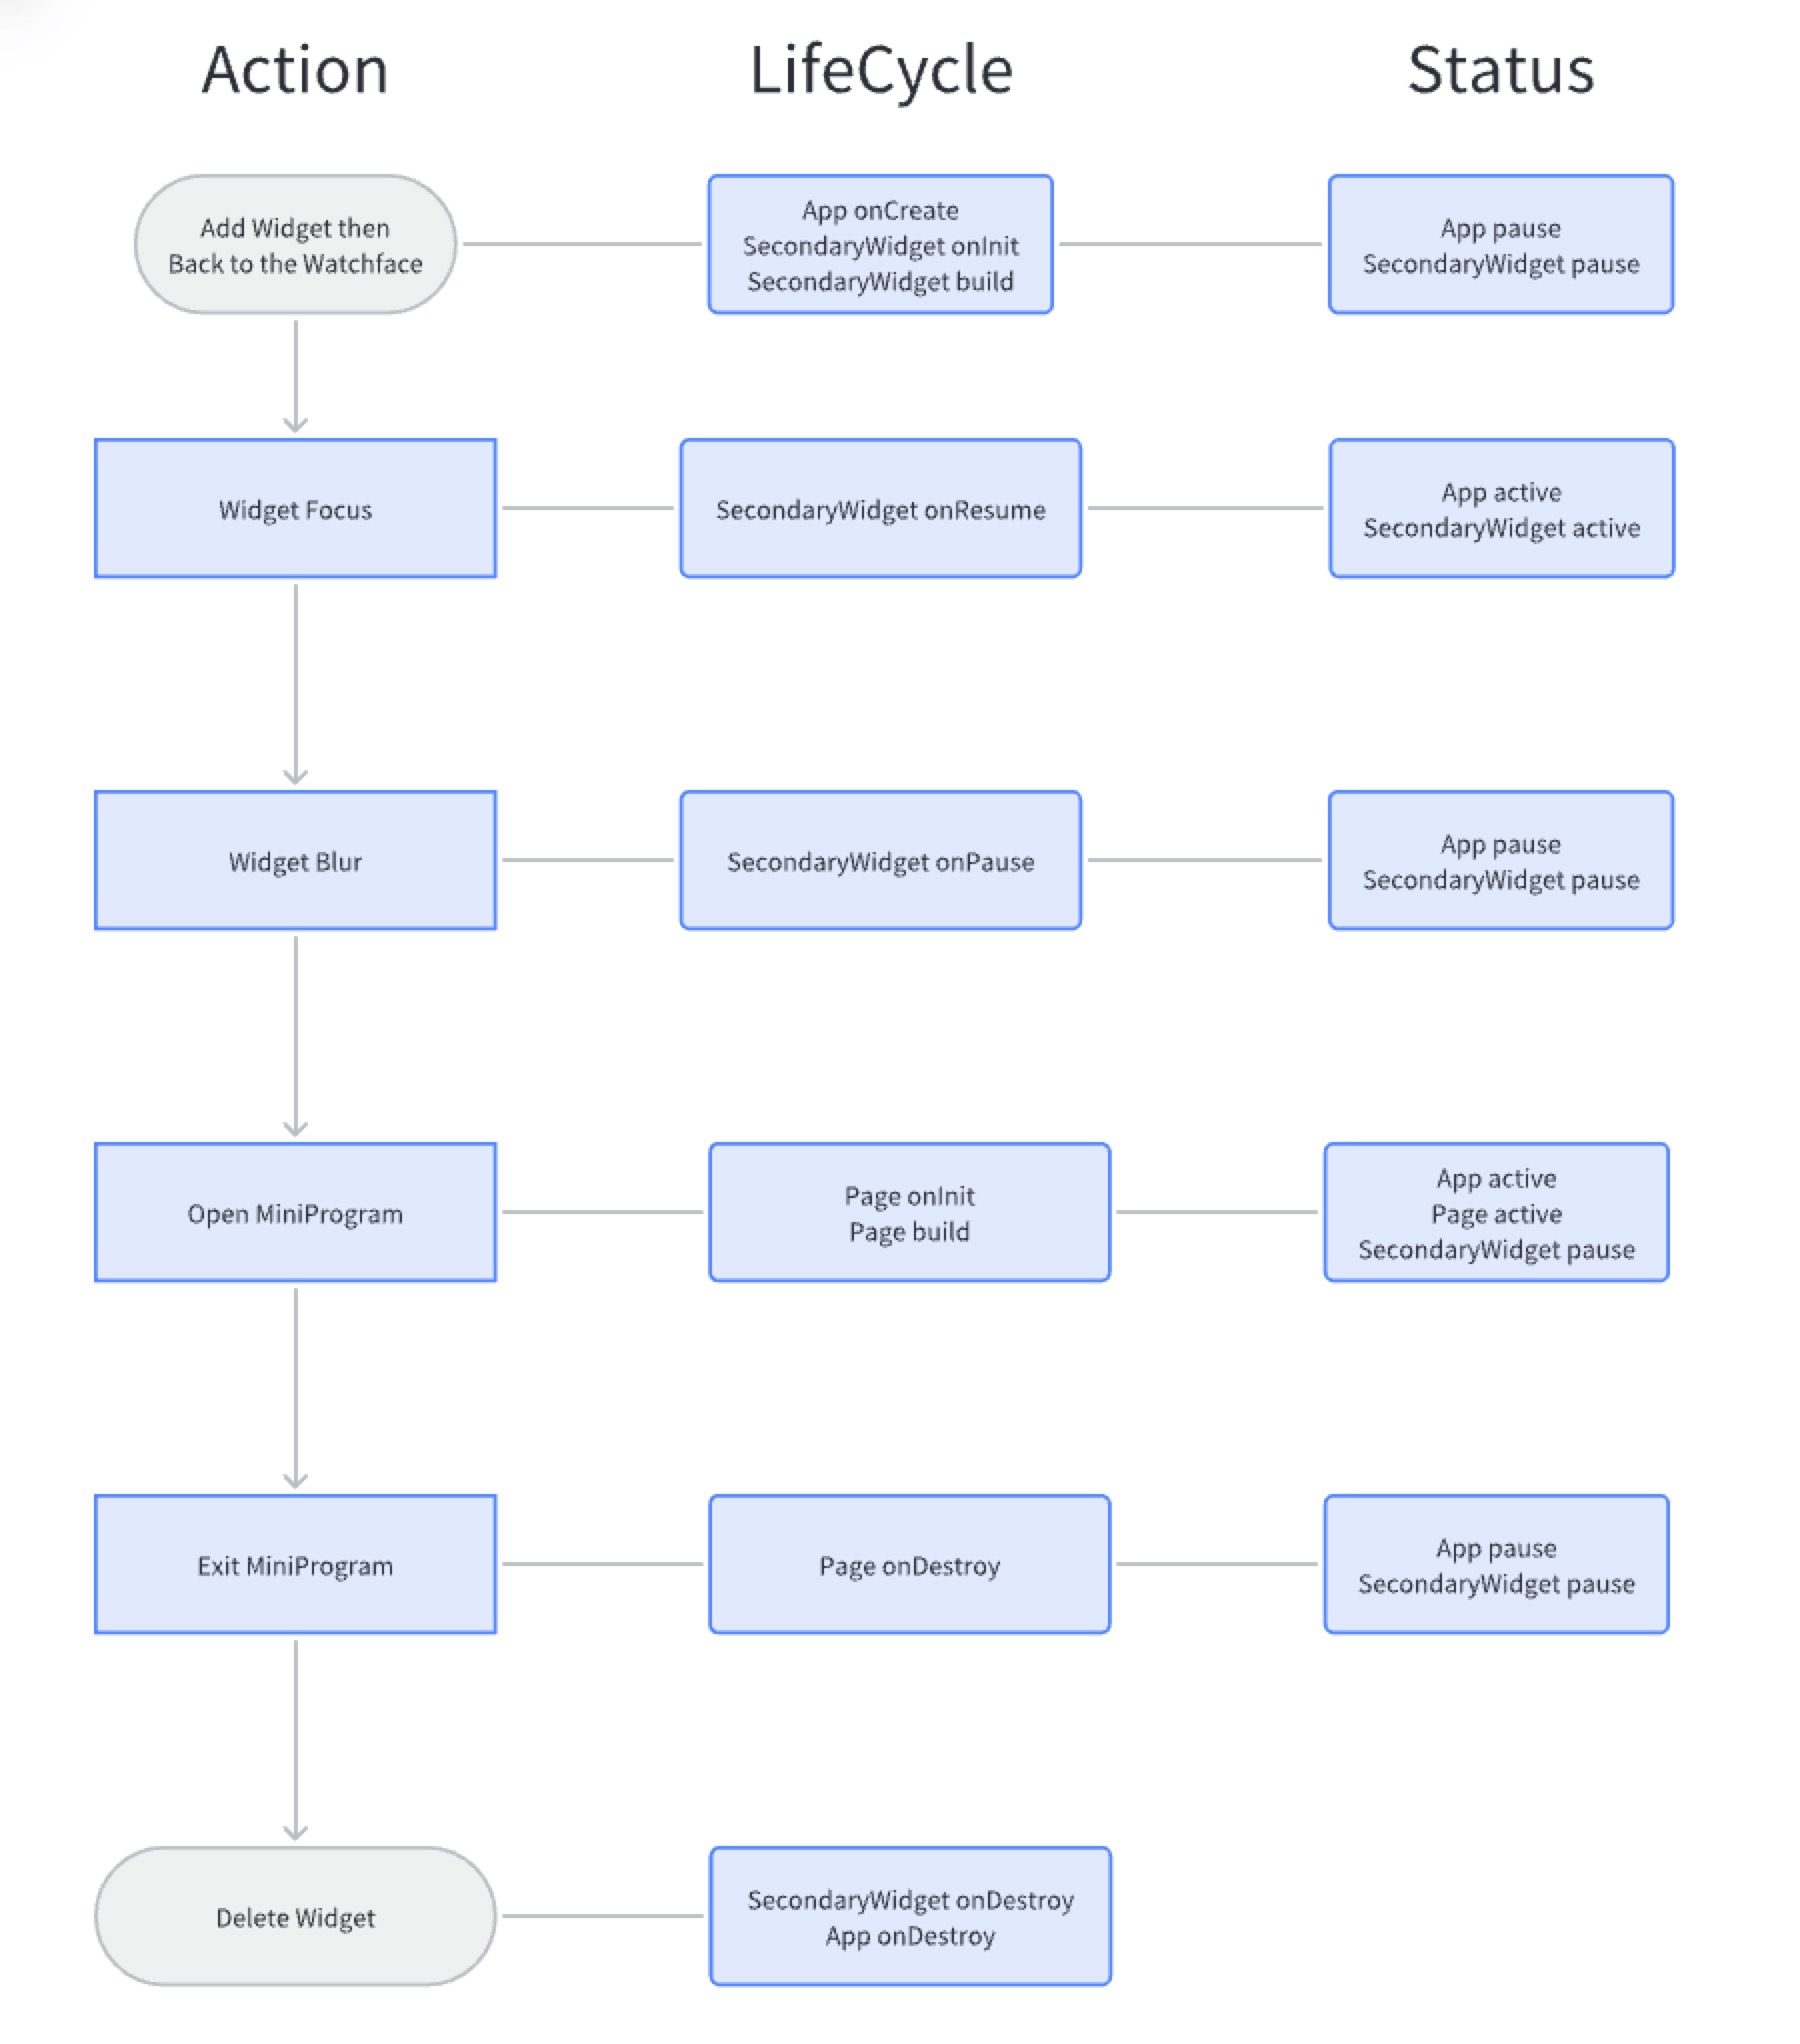 Action
LifeCycle
Status
Add Widget then
Back to the Watchface
App onCreate
SecondaryWidget onInit
SecondaryWidget build
App pause
SecondaryWidget pause
Widget Focus
SecondaryWidget onResume
App active
SecondaryWidget active
Widget Blur
SecondaryWidget onPause
App pause
SecondaryWidget pause
Open MiniProgram
Page onInit
Page build
App active
Page active
SecondaryWidget pause
Exit MiniProgram
Page onDestroy
App pause
SecondaryWidget pause
Delete Widget
SecondaryWidget onDestroy
App onDestroy